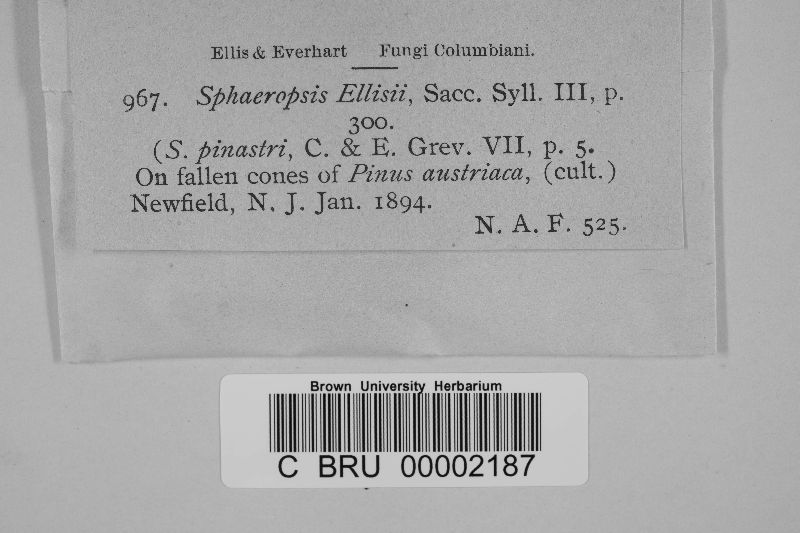 Ellis & Everhart Fungi Columbiani.
967. Sphaeropsis Ellisii, Sacc. Syll. III, p.
300.
(S. pinastri, C. & E. Grev. VII, p. 5.
On fallen cones of Pinus austriaca, (cult.)
Newfield, N. J. Jan. 1894.
N. A. F. 525.
Brown University Herbarium
C BRU 00002187